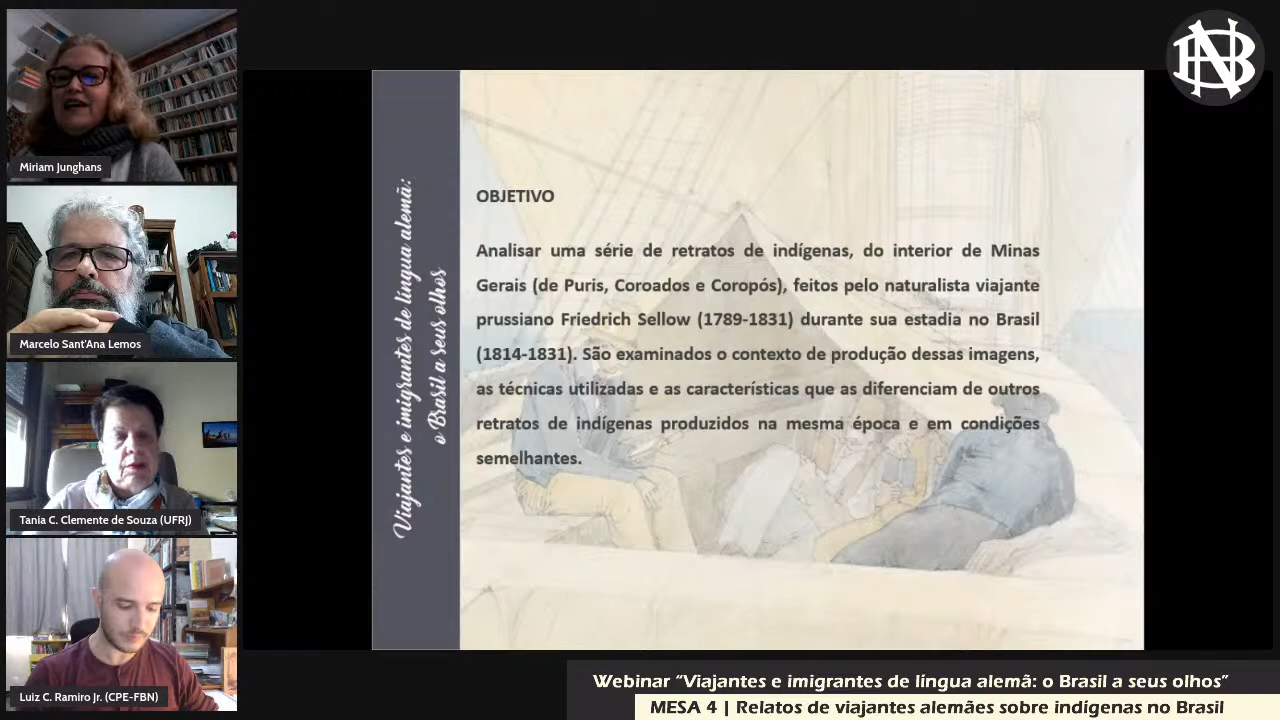 Miriam Junghans
Marcelo Sant'Ana Lemos
Tania C. Clemente de Souza (UFRJ)
Luiz C. Ramiro Jr. (CPE-FBN)
Viajantes e imigrantes de língua alemã:
o Brasil a seus olhos
OBJETIVO
Analisar uma série de retratos de indígenas, do interior de Minas
Gerais (de Puris, Coroados e Coropós), feitos pelo naturalista viajante
prussiano Friedrich Sellow (1789-1831) durante sua estadia no Brasil
(1814-1831). São examinados o contexto de produção dessas imagens,
as técnicas utilizadas e as características que as diferenciam de outros
retratos de indígenas produzidos na mesma época e em condições
semelhantes.
BN
Webinar “Viajantes e imigrantes de língua alemã: o Brasil a seus olhos”
MESA 4 | Relatos de viajantes alemães sobre indígenas no Brasil